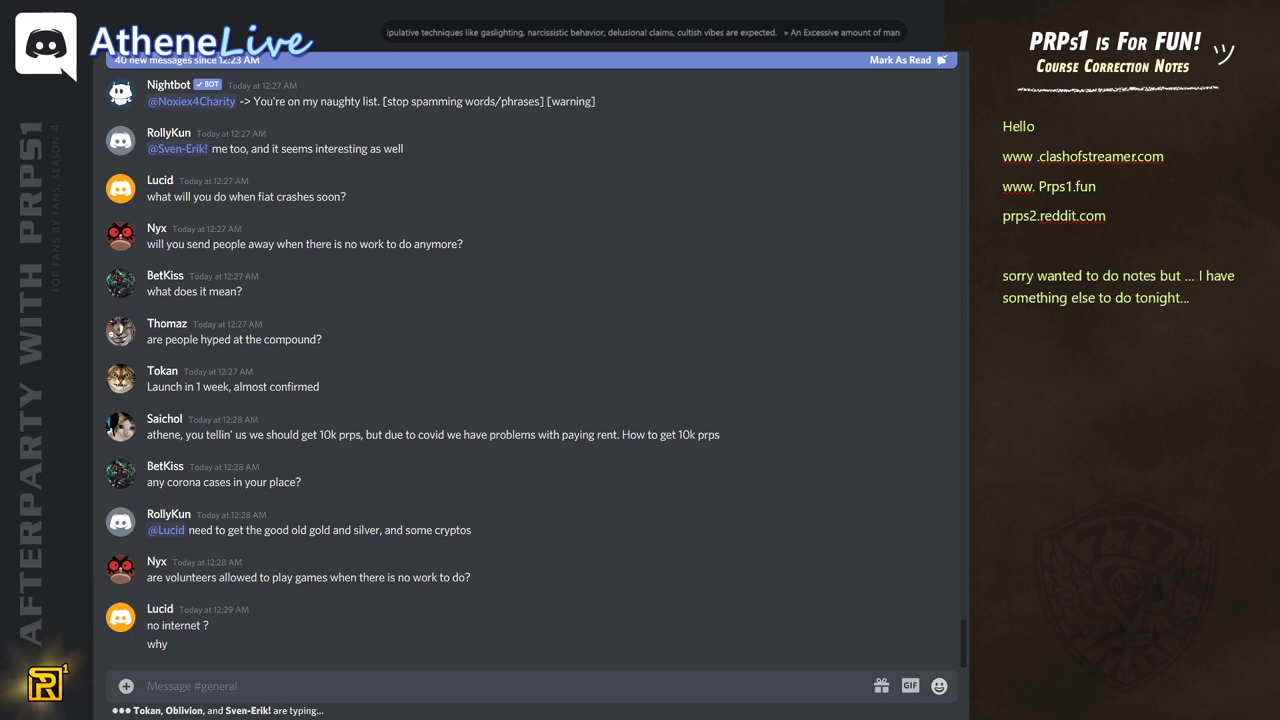 AtheneLive
ipulative techniques like gaslighting, narcissistic behavior, delusional claims, cultish vibes are expected.   » An Excessive amount of man
40 new messages since 12:23 AM
Mark As Read
Nightbot ✓ BOT Today at 12:27 AM
@Noxiex4Charity -> You're on my naughty list. [stop spamming words/phrases] [warning]
RollyKun Today at 12:27 AM
@Sven-Erik! me too, and it seems interesting as well
Lucid Today at 12:27 AM
what will you do when fiat crashes soon?
Nyx Today at 12:27 AM
will you send people away when there is no work to do anymore?
BetKiss Today at 12:27 AM
what does it mean?
Thomaz Today at 12:27 AM
are people hyped at the compound?
Tokan Today at 12:27 AM
Launch in 1 week, almost confirmed
Saichol Today at 12:28 AM
athene, you tellin' us we should get 10k prps, but due to covid we have problems with paying rent. How to get 10k prps
BetKiss Today at 12:28 AM
any corona cases in your place?
RollyKun Today at 12:28 AM
@Lucid need to get the good old gold and silver, and some cryptos
Nyx Today at 12:28 AM
are volunteers allowed to play games when there is no work to do?
Lucid Today at 12:29 AM
no internet ?
why
Message #general
GIF
Tokan, Oblivion, and Sven-Erik! are typing...
AFTERPARTY WITH PRPS1
FOR FANS BY FANS, SEASON 4
R1
PRPs1 is For FUN!
Course Correction Notes
ツ
Hello
www .clashofstreamer.com
www. Prps1.fun
prps2.reddit.com
sorry wanted to do notes but ... I have
something else to do tonight...
777